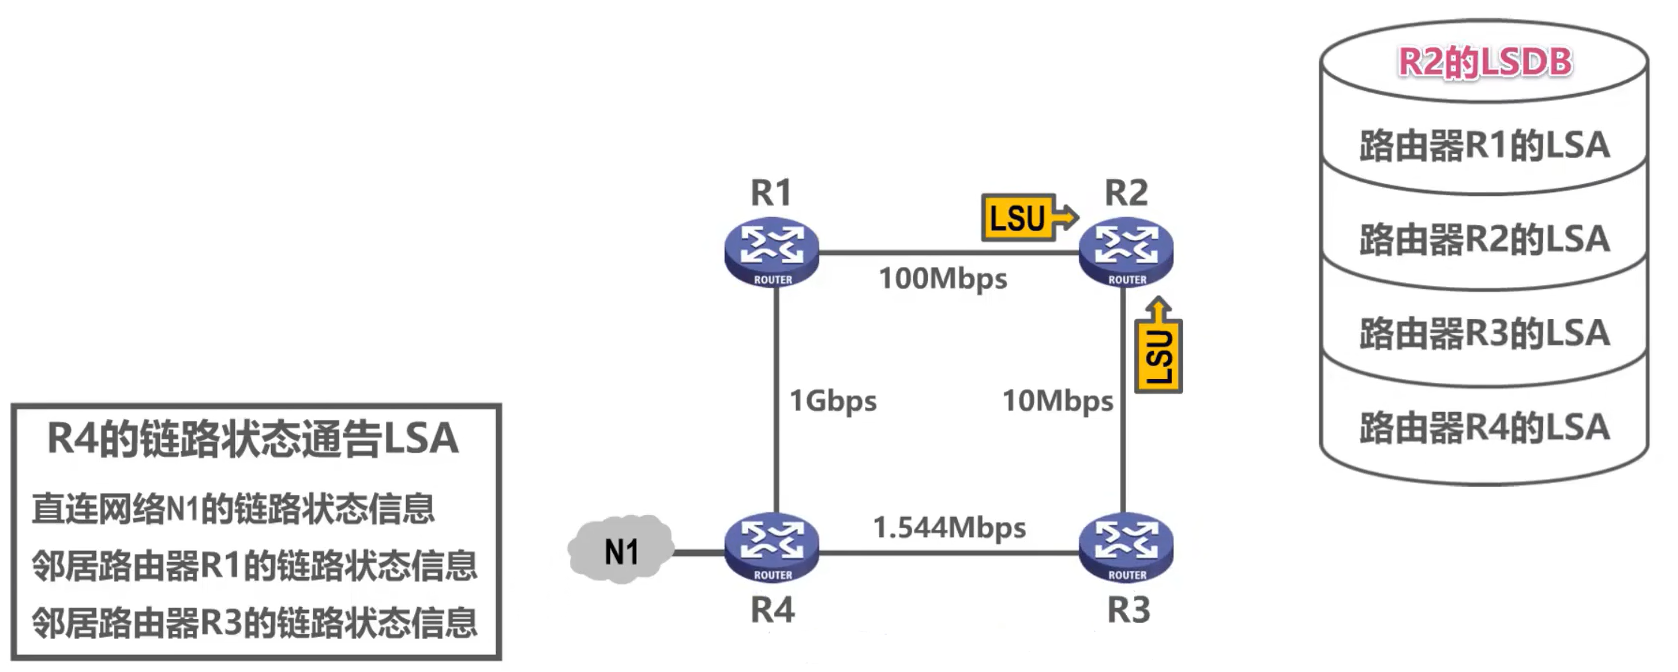 R2的LSDB
路由器R1的LSA
路由器R2的LSA
路由器R3的LSA
路由器R4的LSA
R1
R2
LSU
ROUTER
ROUTER
100Mbps
LSU
1Gbps
10Mbps
R4的链路状态通告LSA
直连网络N1的链路状态信息
邻居路由器R1的链路状态信息
邻居路由器R3的链路状态信息
1.544Mbps
N1
ROUTER
ROUTER
R4
R3